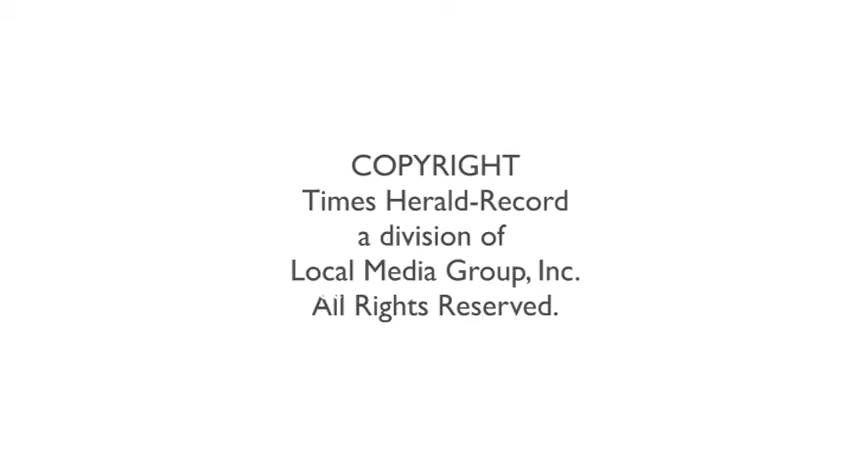 COPYRIGHT
Times Herald-Record
a division of
Local Media Group, Inc.
All Rights Reserved.